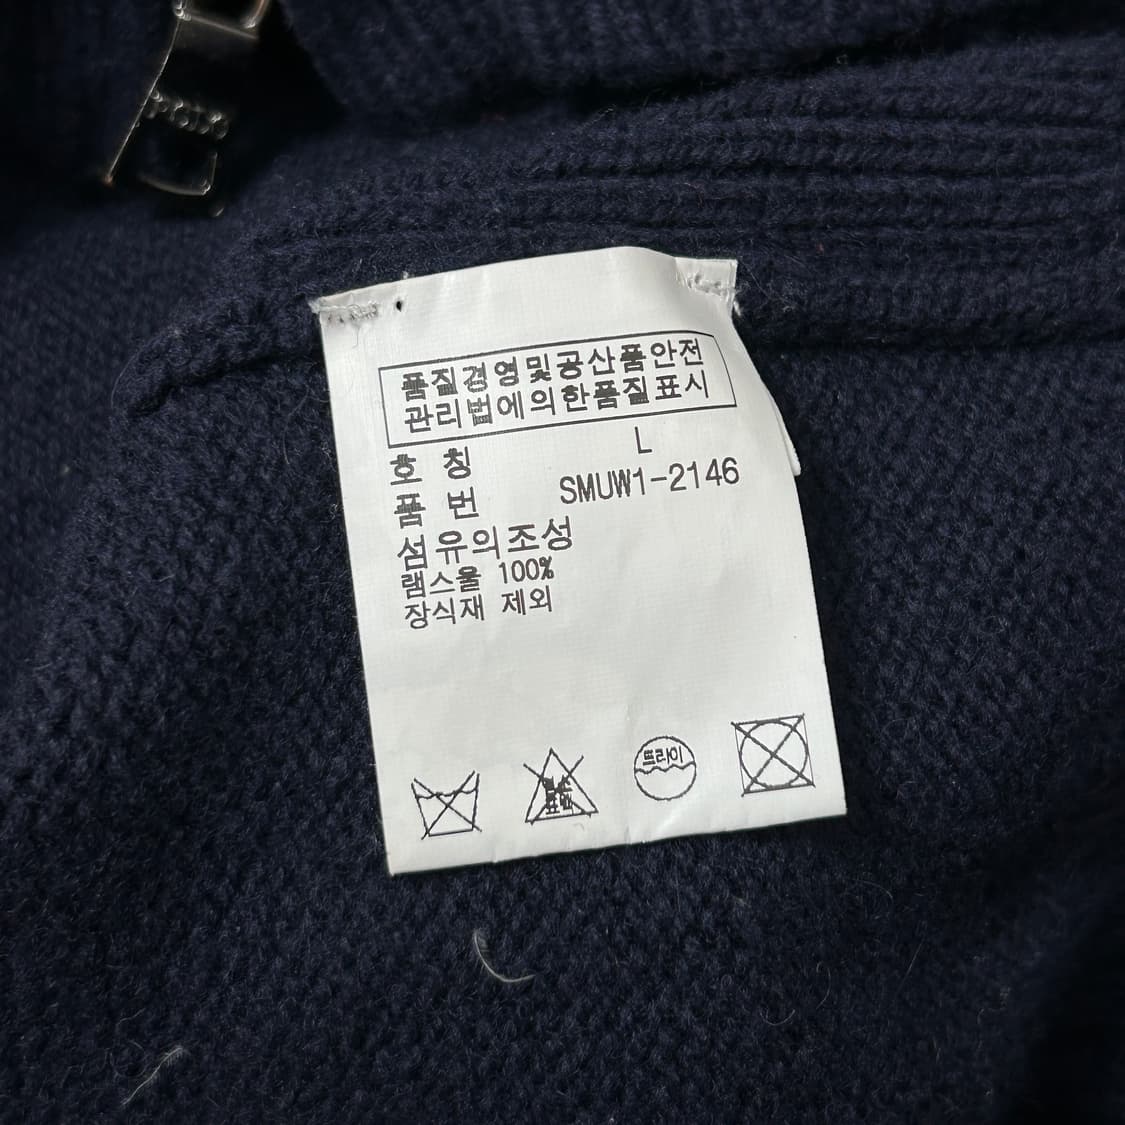 품질경영및공산품안전
관리법에의한품질표시
호 칭 L
품 번 SMUW1-2146
섬유의조성
램스울 100%
장식재 제외
드라이